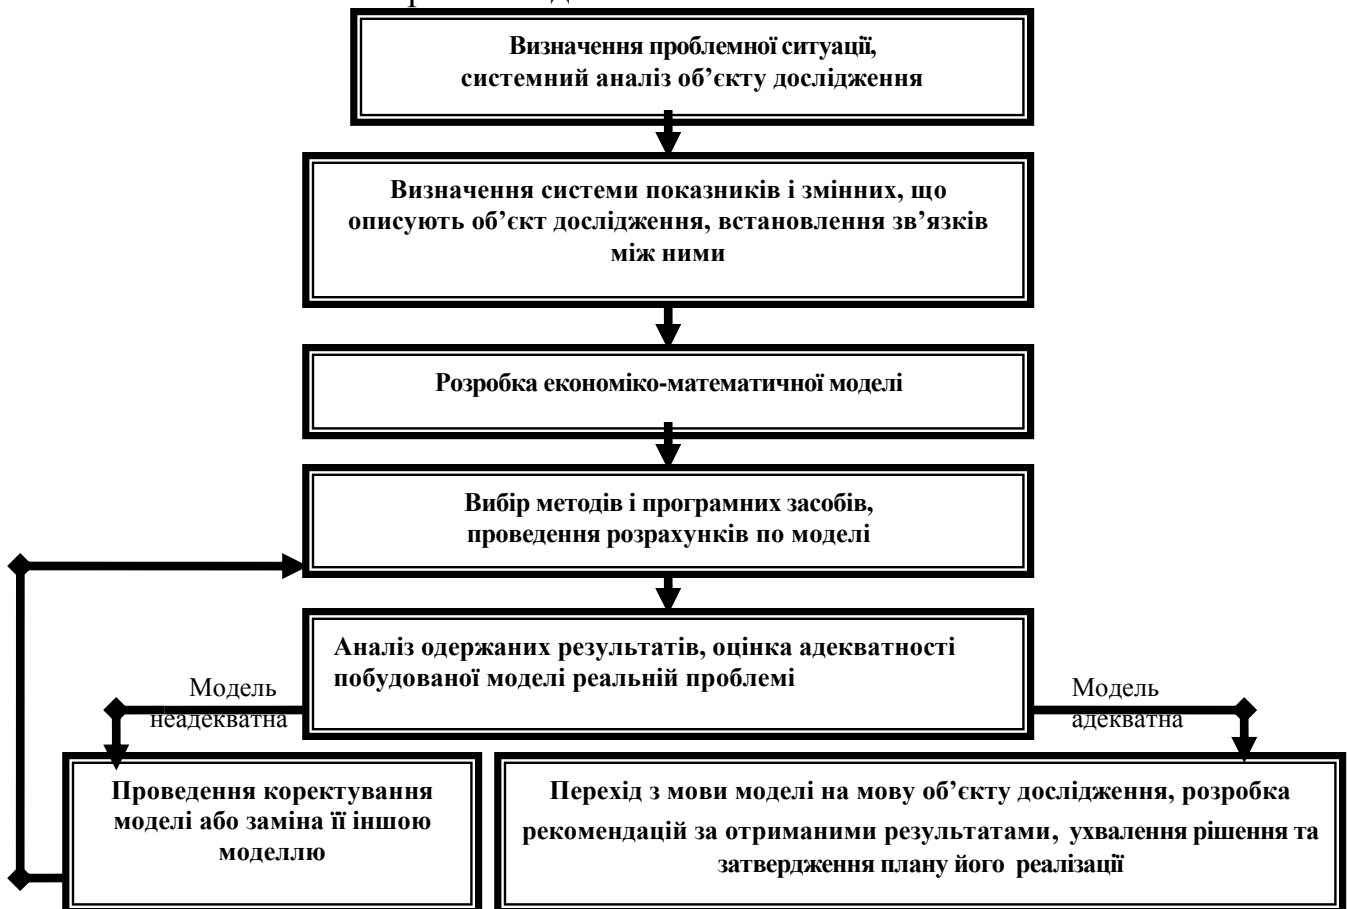 Визначення проблемної ситуації,
системний аналіз об’єкту дослідження
Визначення системи показників і змінних, що
описують об’єкт дослідження, встановлення зв’язків
між ними
Розробка економіко-математичної моделі
Вибір методів і програмних засобів,
проведення розрахунків по моделі
Аналіз одержаних результатів, оцінка адекватності
побудованої моделі реальній проблемі
Модель
неадекватна
Модель
адекватна
Проведення коректування
моделі або заміна її іншою
моделлю
Перехід з мови моделі на мову об’єкту дослідження, розробка
рекомендацій за отриманими результатами, ухвалення рішення та
затвердження плану його реалізації